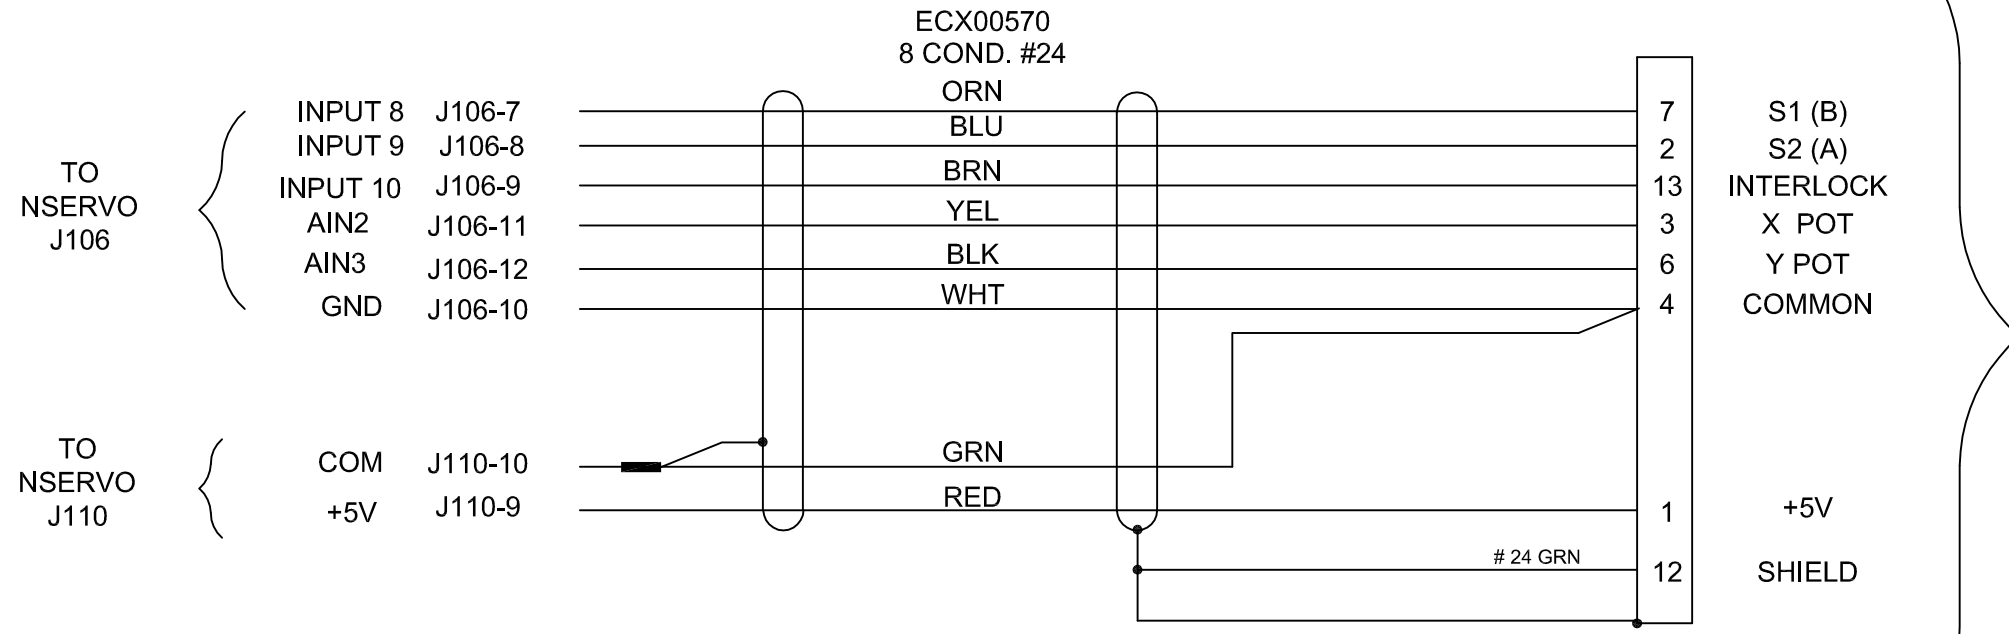 ECX00570
8 COND. #24
TO
NSERVO
J106
INPUT 8 J106-7 ORN 7 S1 (B)
INPUT 9 J106-8 BLU 2 S2 (A)
INPUT 10 J106-9 BRN 13 INTERLOCK
AIN2 J106-11 YEL 3 X POT
AIN3 J106-12 BLK 6 Y POT
GND J106-10 WHT 4 COMMON
TO
NSERVO
J110
COM J110-10 GRN
+5V J110-9 RED 1 +5V
# 24 GRN 12 SHIELD